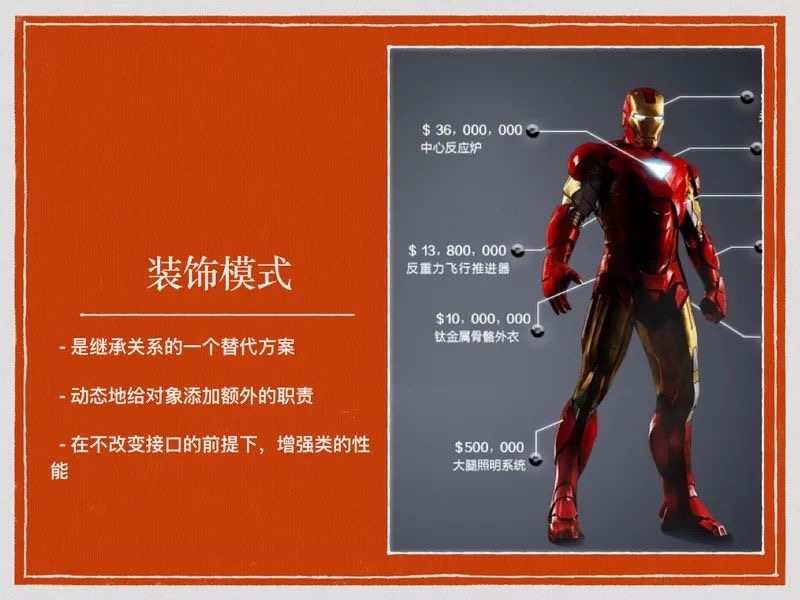 装饰模式
- 是继承关系的一个替代方案
- 动态地给对象添加额外的职责
- 在不改变接口的前提下，增强类的性
能
$ 36，000，000
中心反应炉
$ 13，800，000
反重力飞行推进器
$10，000，000
钛金属骨骼外衣
$500，000
大腿照明系统